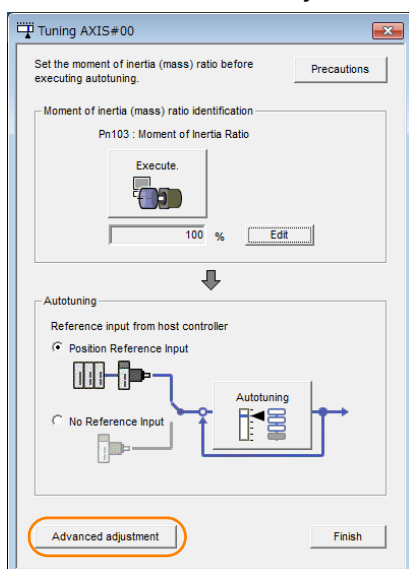 Tuning AXIS#00
Set the moment of inertia (mass) ratio before
executing autotuning.
Precautions
Moment of inertia (mass) ratio identification
Pn103 : Moment of Inertia Ratio
Execute.
100 % Edit
Autotuning
Reference input from host controller
Position Reference Input
Autotuning
No Reference Input
Advanced adjustment
Finish